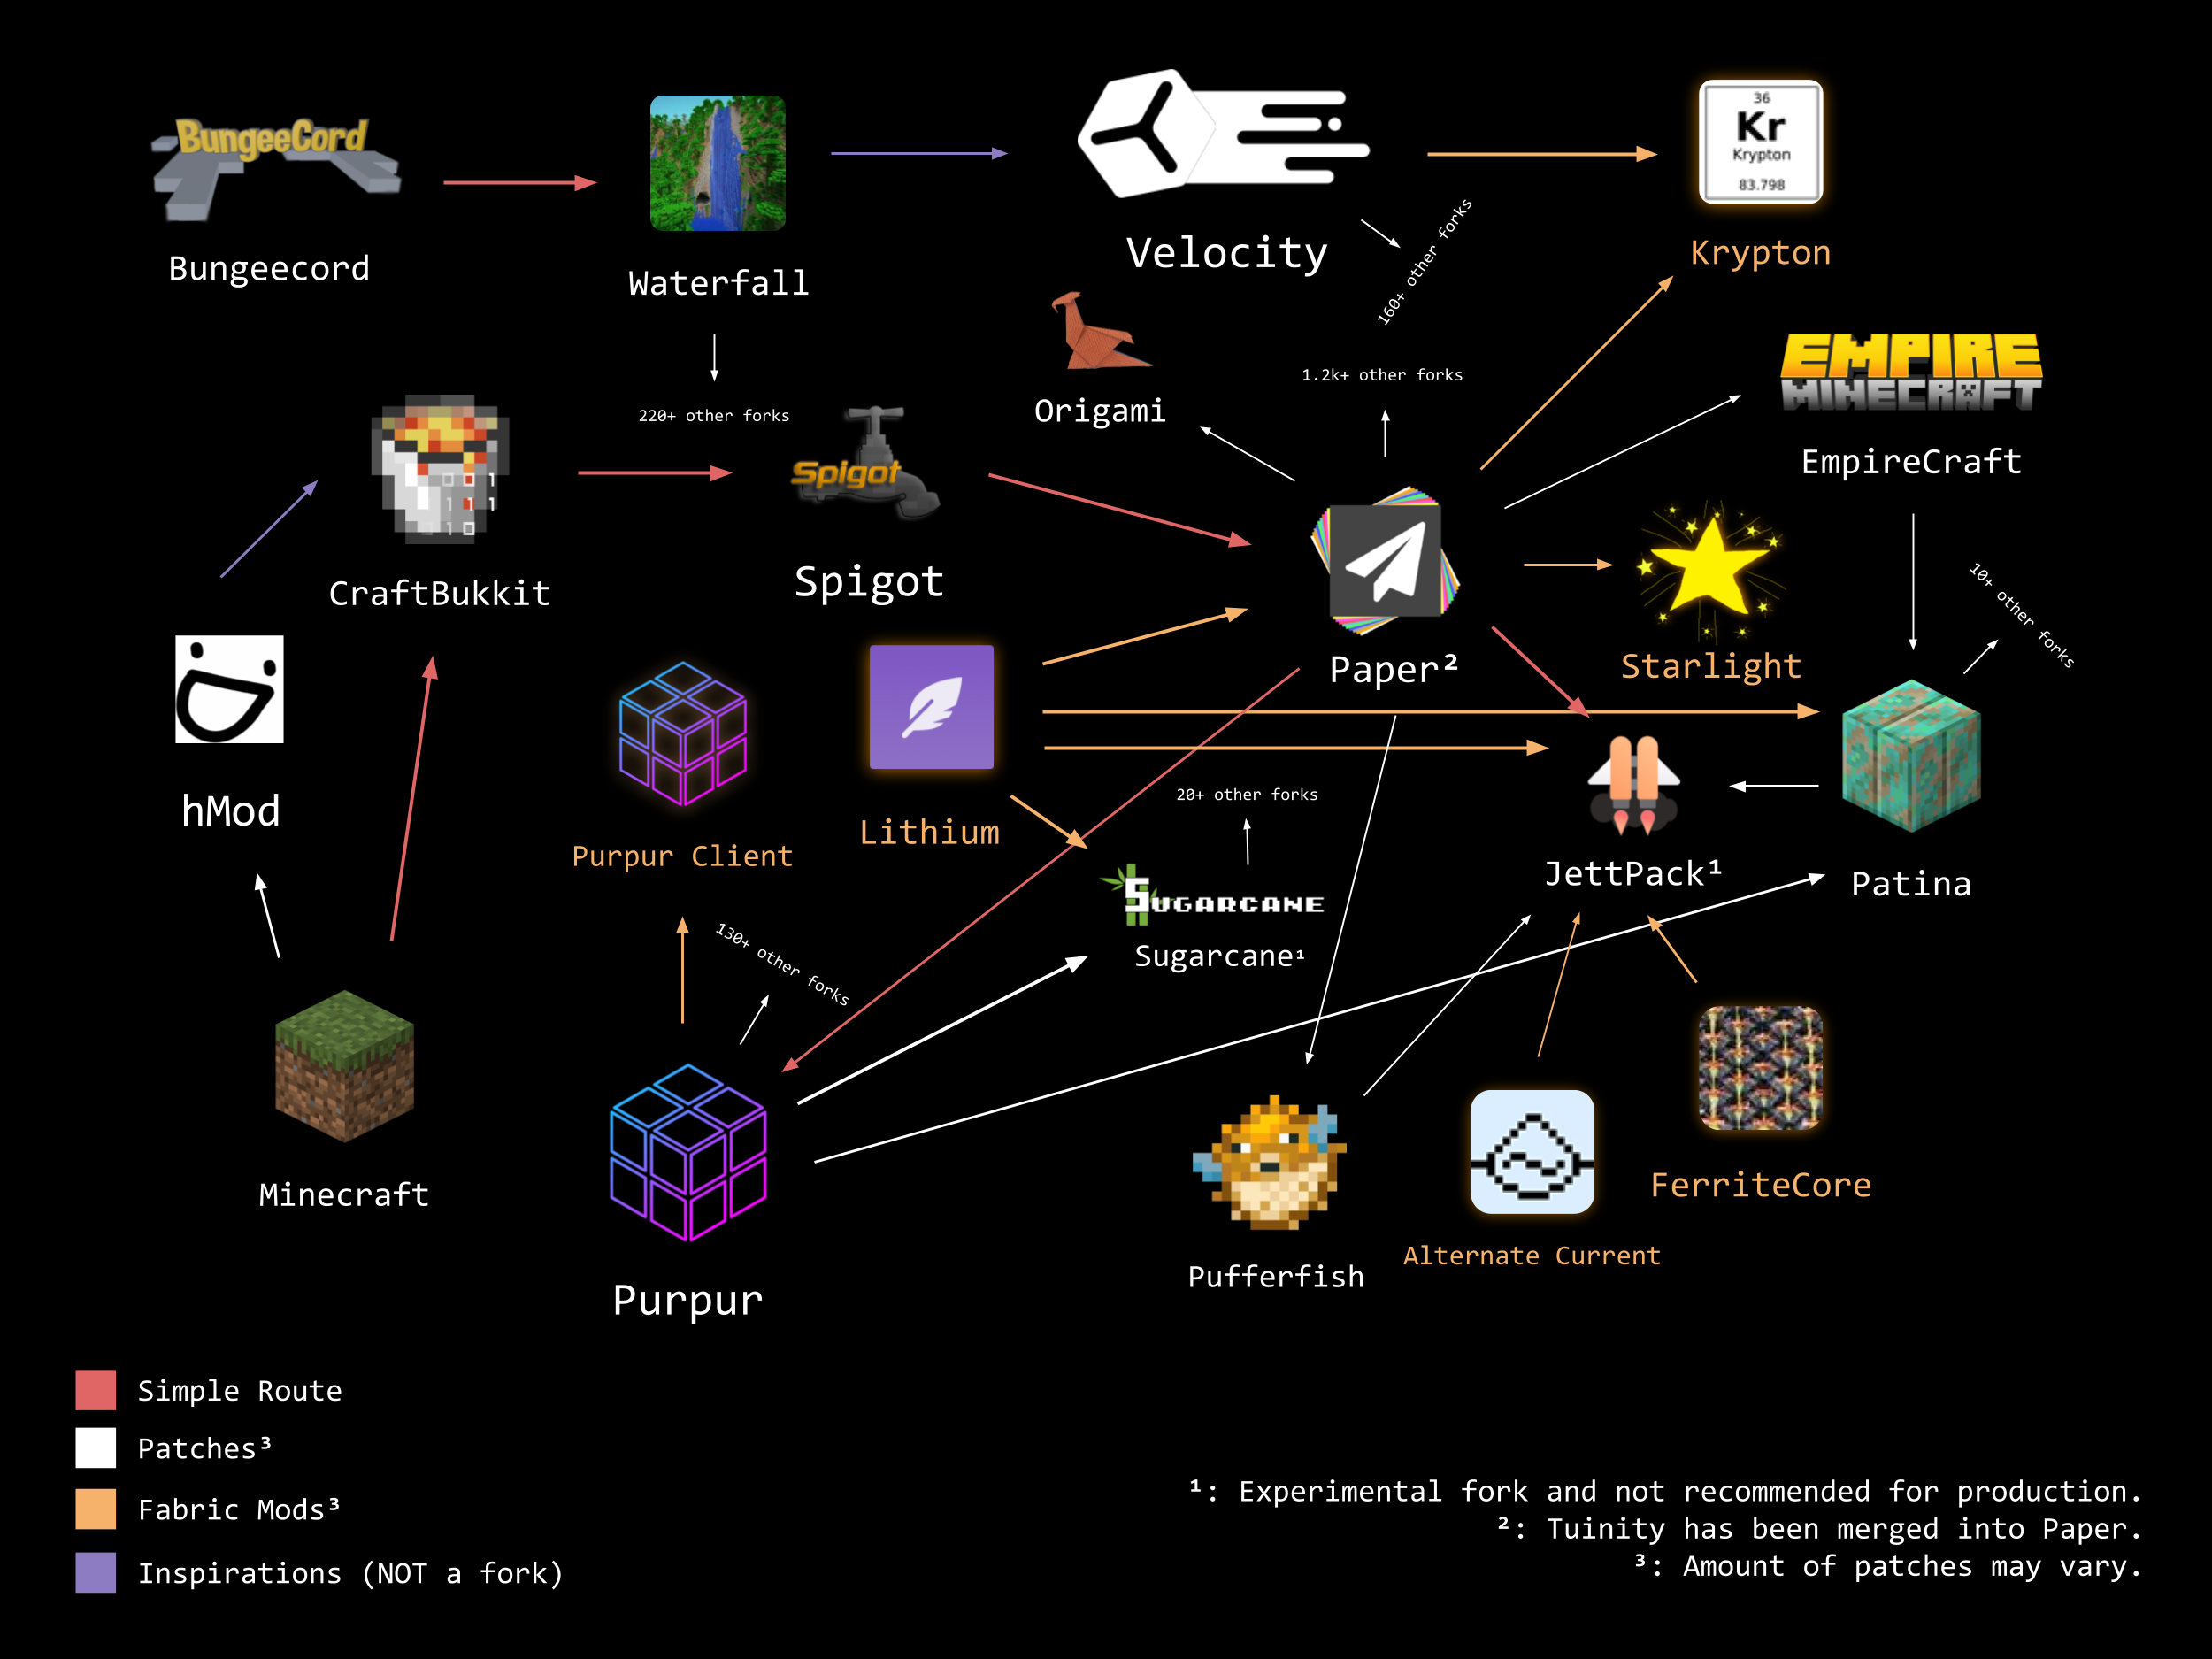 BungeeCord
Bungeecord
Waterfall
Velocity
36
Kr
Krypton
83.798
Krypton
160+ other forks
220+ other forks
Origami
1.2k+ other forks
EMPIRE
MINECRAFT
EmpireCraft
CraftBukkit
Spigot
Spigot
Paper²
Starlight
10+ other forks
hMod
Purpur Client
Lithium
20+ other forks
JettPack¹
Patina
SUGARCANE
Sugarcane¹
130+ other forks
Minecraft
Purpur
Pufferfish
Alternate Current
FerriteCore
Simple Route
Patches³
Fabric Mods³
Inspirations (NOT a fork)
¹: Experimental fork and not recommended for production.
²: Tuinity has been merged into Paper.
³: Amount of patches may vary.